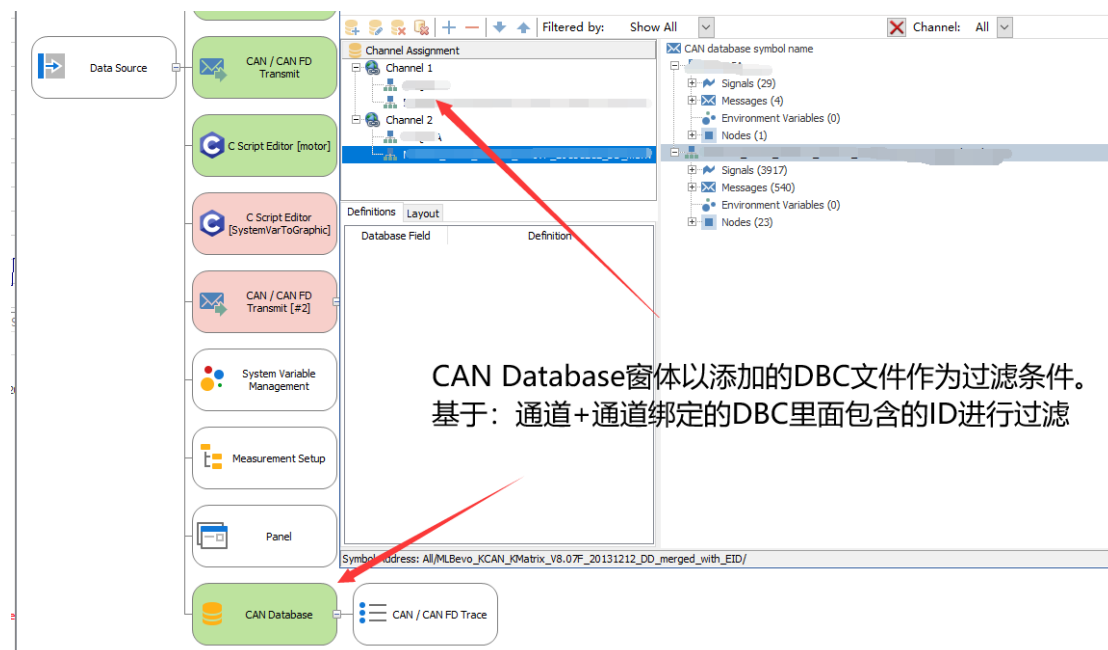 Filtered by:
Show All
Channel:
All
Data Source
CAN / CAN FD
Transmit
C Script Editor [motor]
C Script Editor
[SystemVarToGraphic]
CAN / CAN FD
Transmit [#2]
System Variable
Management
Measurement Setup
Panel
CAN Database
CAN / CAN FD Trace
Channel Assignment
Channel 1
Channel 2
Definitions
Layout
Database Field
Definition
CAN database symbol name
Signals (29)
Messages (4)
Environment Variables (0)
Nodes (1)
Signals (3917)
Messages (540)
Environment Variables (0)
Nodes (23)
CAN Database窗体以添加的DBC文件作为过滤条件。
基于：通道+通道绑定的DBC里面包含的ID进行过滤
Symbol Address: All/MLBevo_KCAN_KMatrix_V8.07F_20131212_DD_merged_with_EID/